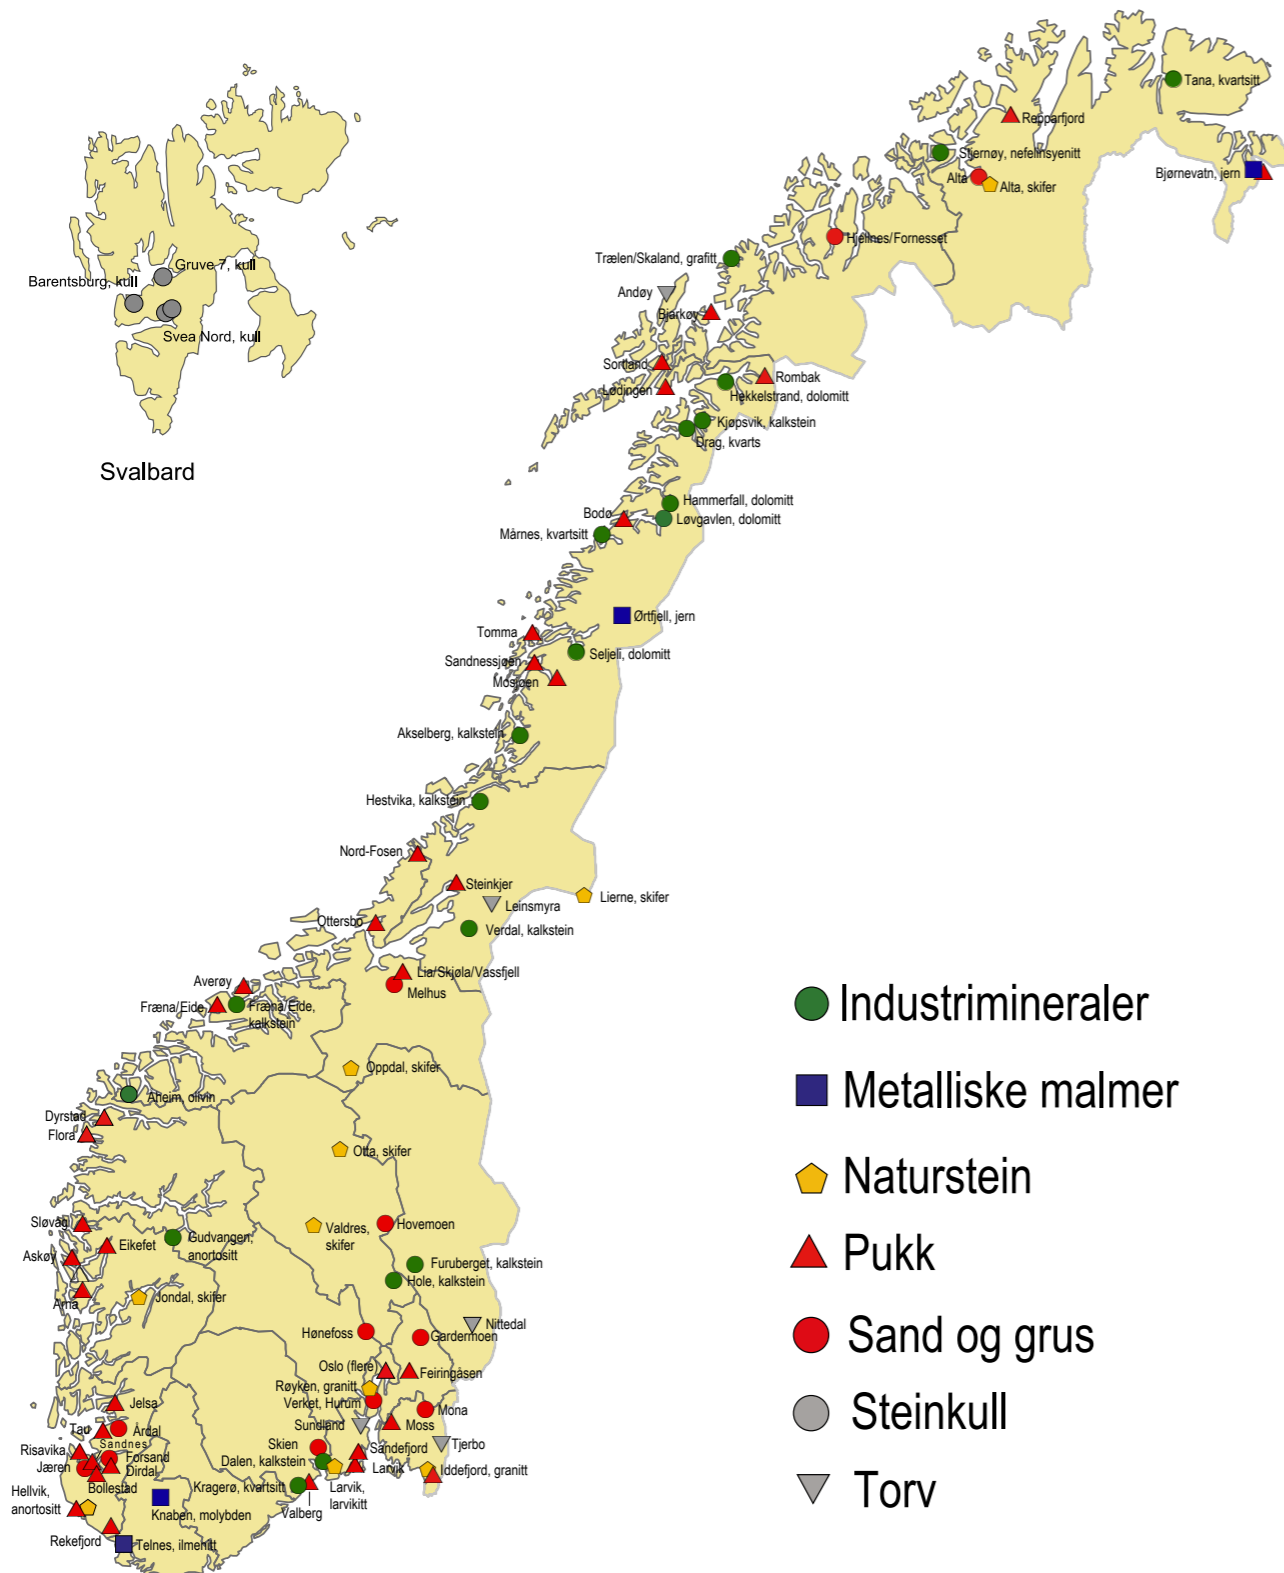 Tana, kvartsitt
Repparfjord
Stjernøy, nefelinsyenitt
Bjørnevatn, jern
Alta
Alta, skifer
Hjellnes/Fornesset
Trælen/Skaland, grafitt
Gruve 7, kull
Barentsburg, kull
Svea Nord, kull
Svalbard
Andøy
Bjarkøy
Sortland
Rombak
Lødingen
Hekkelstrand, dolomitt
Kjøpsvik, kalkstein
Drag, kvarts
Hammerfall, dolomitt
Bodø
Løvgavlen, dolomitt
Mårnes, kvartsitt
Ørtfjell, jern
Tomma
Seljeli, dolomitt
Sandnessjøen
Mosjøen
Akselberg, kalkstein
Hestvika, kalkstein
Nord-Fosen
Steinkjer
Lierne, skifer
Leinsmyra
Ottersbo
Verdal, kalkstein
Lia/Skjøla/Vassfjell
Averøy
Melhus
Fræna/Eide
Fræna/Eide,
kalkstein
Industrimineraler
Oppdal, skifer
Metalliske malmer
Åheim, olivin
Dyrstad
Flora
Otta, skifer
Naturstein
Sløvåg
Hovemoen
Valdres,
skifer
Gudvangen,
anortositt
Eikefet
Askøy
Pukk
Furuberget, kalkstein
Hole, kalkstein
Jondal, skifer
Arna
Nittedal
Hønefoss
Gardermoen
Sand og grus
Oslo (flere)
Feiringåsen
Røyken, granitt
Verket, Hurum
Jelsa
Mona
Steinkull
Sundland
Moss
Tau
Årdal
Sandnes
Tjerbo
Risavika
Skien
Sandefjord
Forsand
Dalen, kalkstein
Jæren
Dirdal
Larvik
Iddefjord, granitt
Bollestad
Kragerø, kvartsitt
Larvik,
larvikitt
Hellvik,
anortositt
Torv
Valberg
Knaben, molybden
Rekefjord
Telnes, ilmenitt